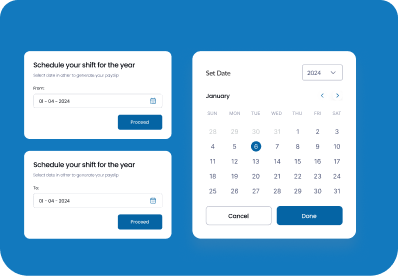 Schedule your shift for the year
Select date in other to generate your payslip
From:
01 - 04 - 2024
Proceed
Schedule your shift for the year
Select date in other to generate your payslip
To:
01 - 04 - 2024
Proceed
Set Date
2024
January
SUN MON TUE WED THU FRI SAT
28 29 30 31 1 2 3
4 5 6 7 8 9 10
11 12 13 14 15 16 17
18 19 20 21 22 23 24
25 26 27 28 29 30 31
Cancel Done